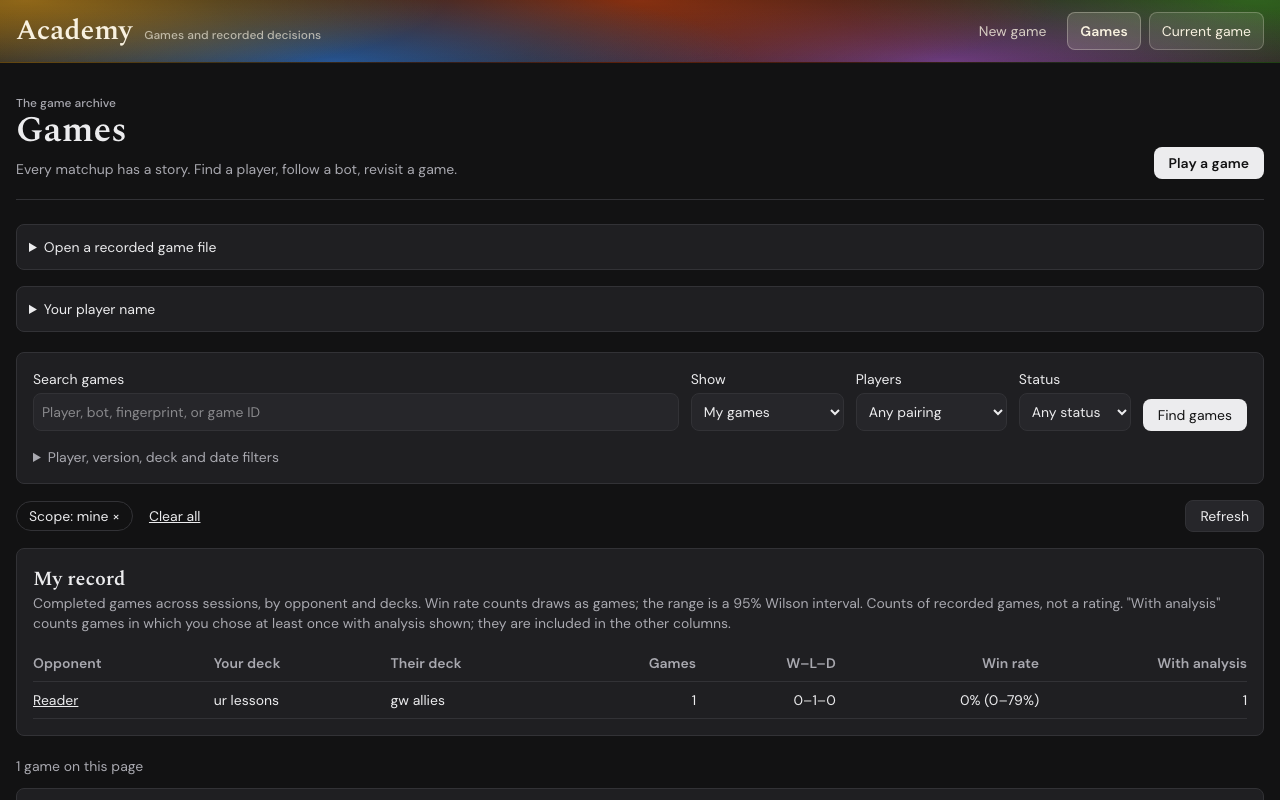 Academy Games and recorded decisions New game Games Current game
The game archive
Games
Every matchup has a story. Find a player, follow a bot, revisit a game.
Play a game
Open a recorded game file
Your player name
Search games Show Players Status
Player, bot, fingerprint, or game ID My games Any pairing Any status Find games
Player, version, deck and date filters
Scope: mine × Clear all Refresh
My record
Completed games across sessions, by opponent and decks. Win rate counts draws as games; the range is a 95% Wilson interval. Counts of recorded games, not a rating. "With analysis"
counts games in which you chose at least once with analysis shown; they are included in the other columns.
Opponent Your deck Their deck Games W–L–D Win rate With analysis
Reader ur lessons gw allies 1 0–1–0 0% (0–79%) 1
1 game on this page